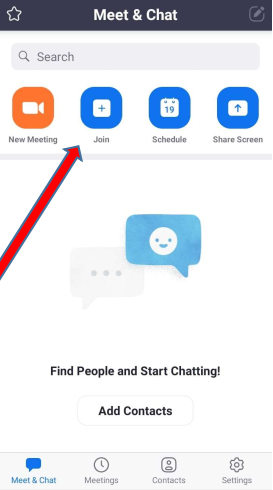 Meet & Chat
Search
19
New Meeting Join Schedule Share Screen
Find People and Start Chatting!
Add Contacts
Meet & Chat Meetings Contacts Settings